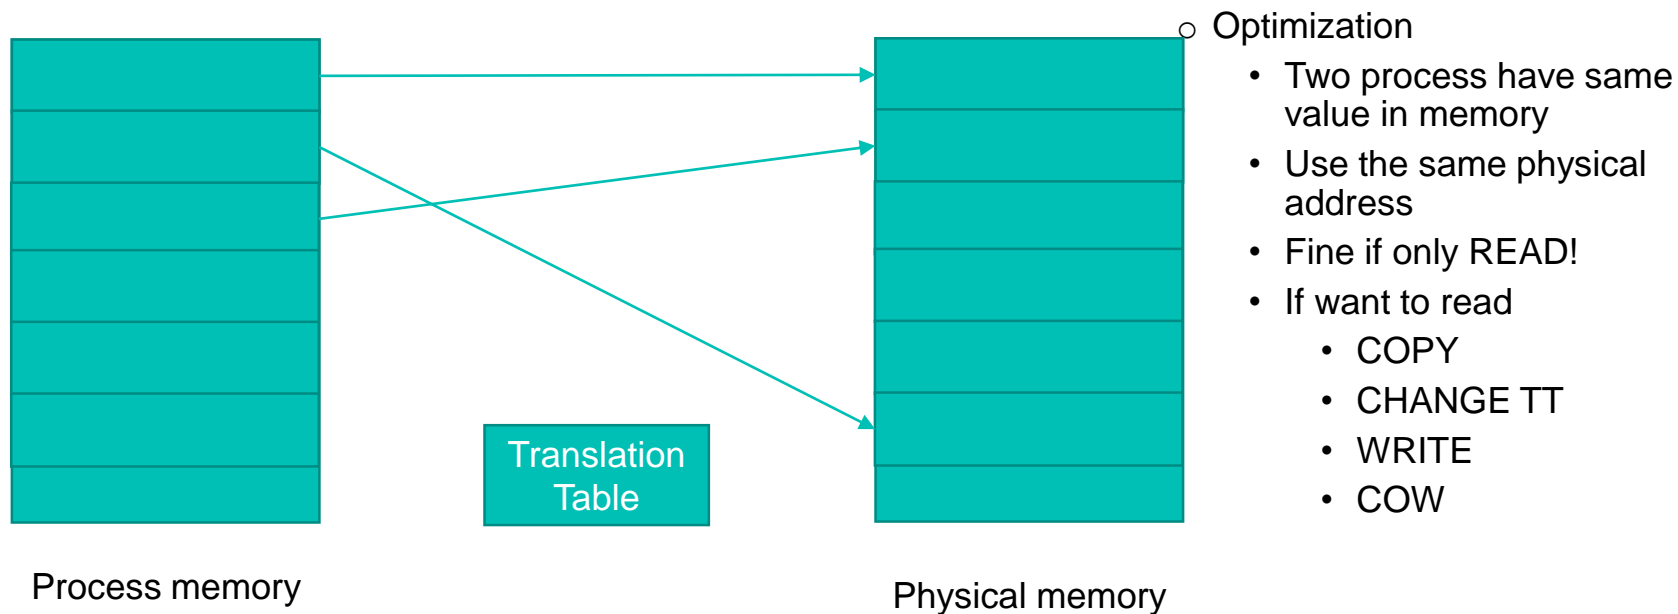 Optimization
• Two process have same
value in memory
• Use the same physical
address
• Fine if only READ!
• If want to read
• COPY
• CHANGE TT
• WRITE
• COW
Translation
Table
Process memory
Physical memory